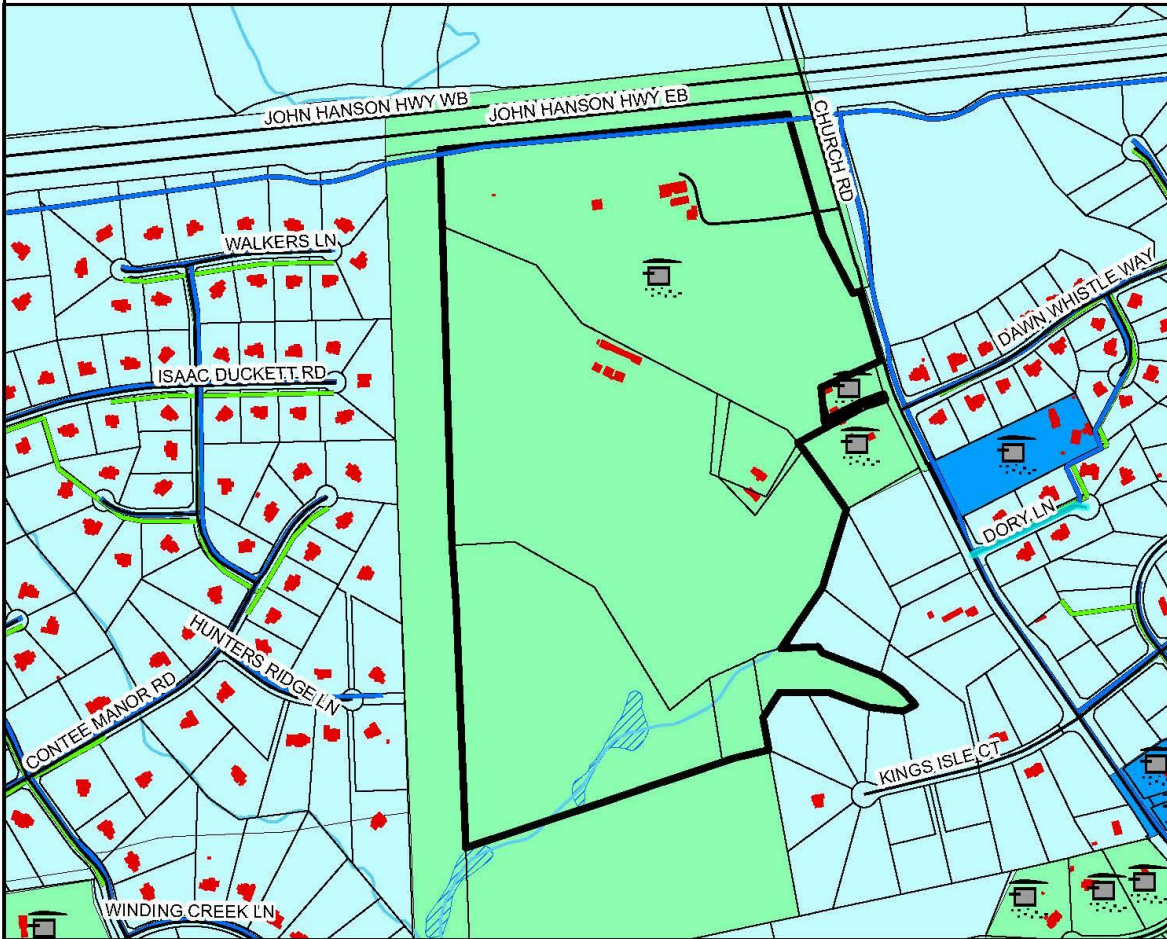 JOHN HANSON HWY WB
JOHN HANSON HWY EB
CHURCH RD
WALKERS LN
DAWN WHISTLE WAY
ISAAC DUCKETT RD
DORY LN
HUNTERS RIDGE LN
CONTEE MANOR RD
KINGS ISLE CT
WINDING CREEK LN